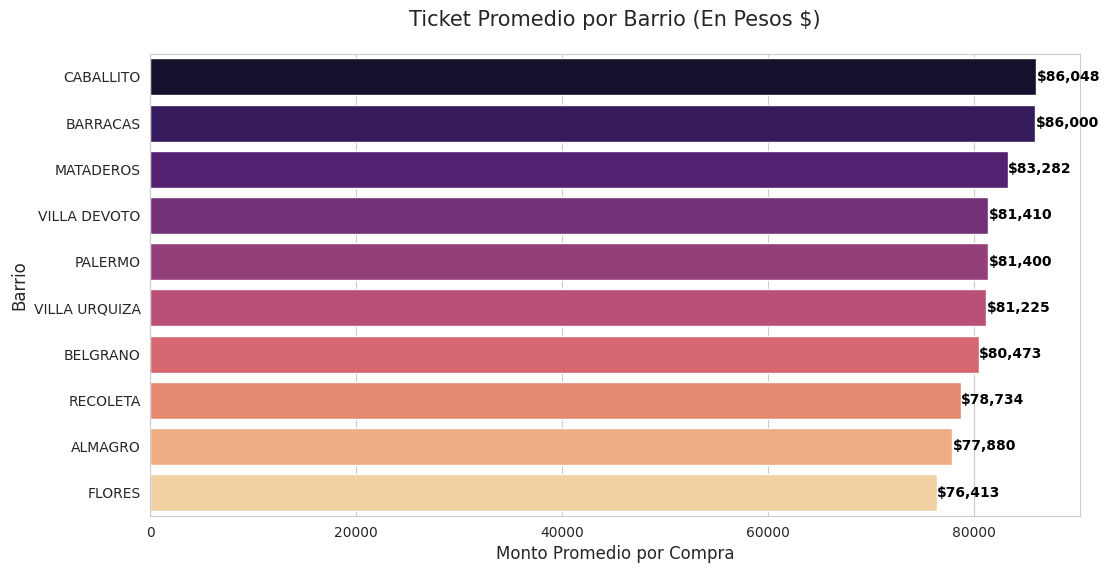 Ticket Promedio por Barrio (En Pesos $)
Barrio
CABALLITO $86,048
BARRACAS $86,000
MATADEROS $83,282
VILLA DEVOTO $81,410
PALERMO $81,400
VILLA URQUIZA $81,225
BELGRANO $80,473
RECOLETA $78,734
ALMAGRO $77,880
FLORES $76,413
0 20000 40000 60000 80000
Monto Promedio por Compra